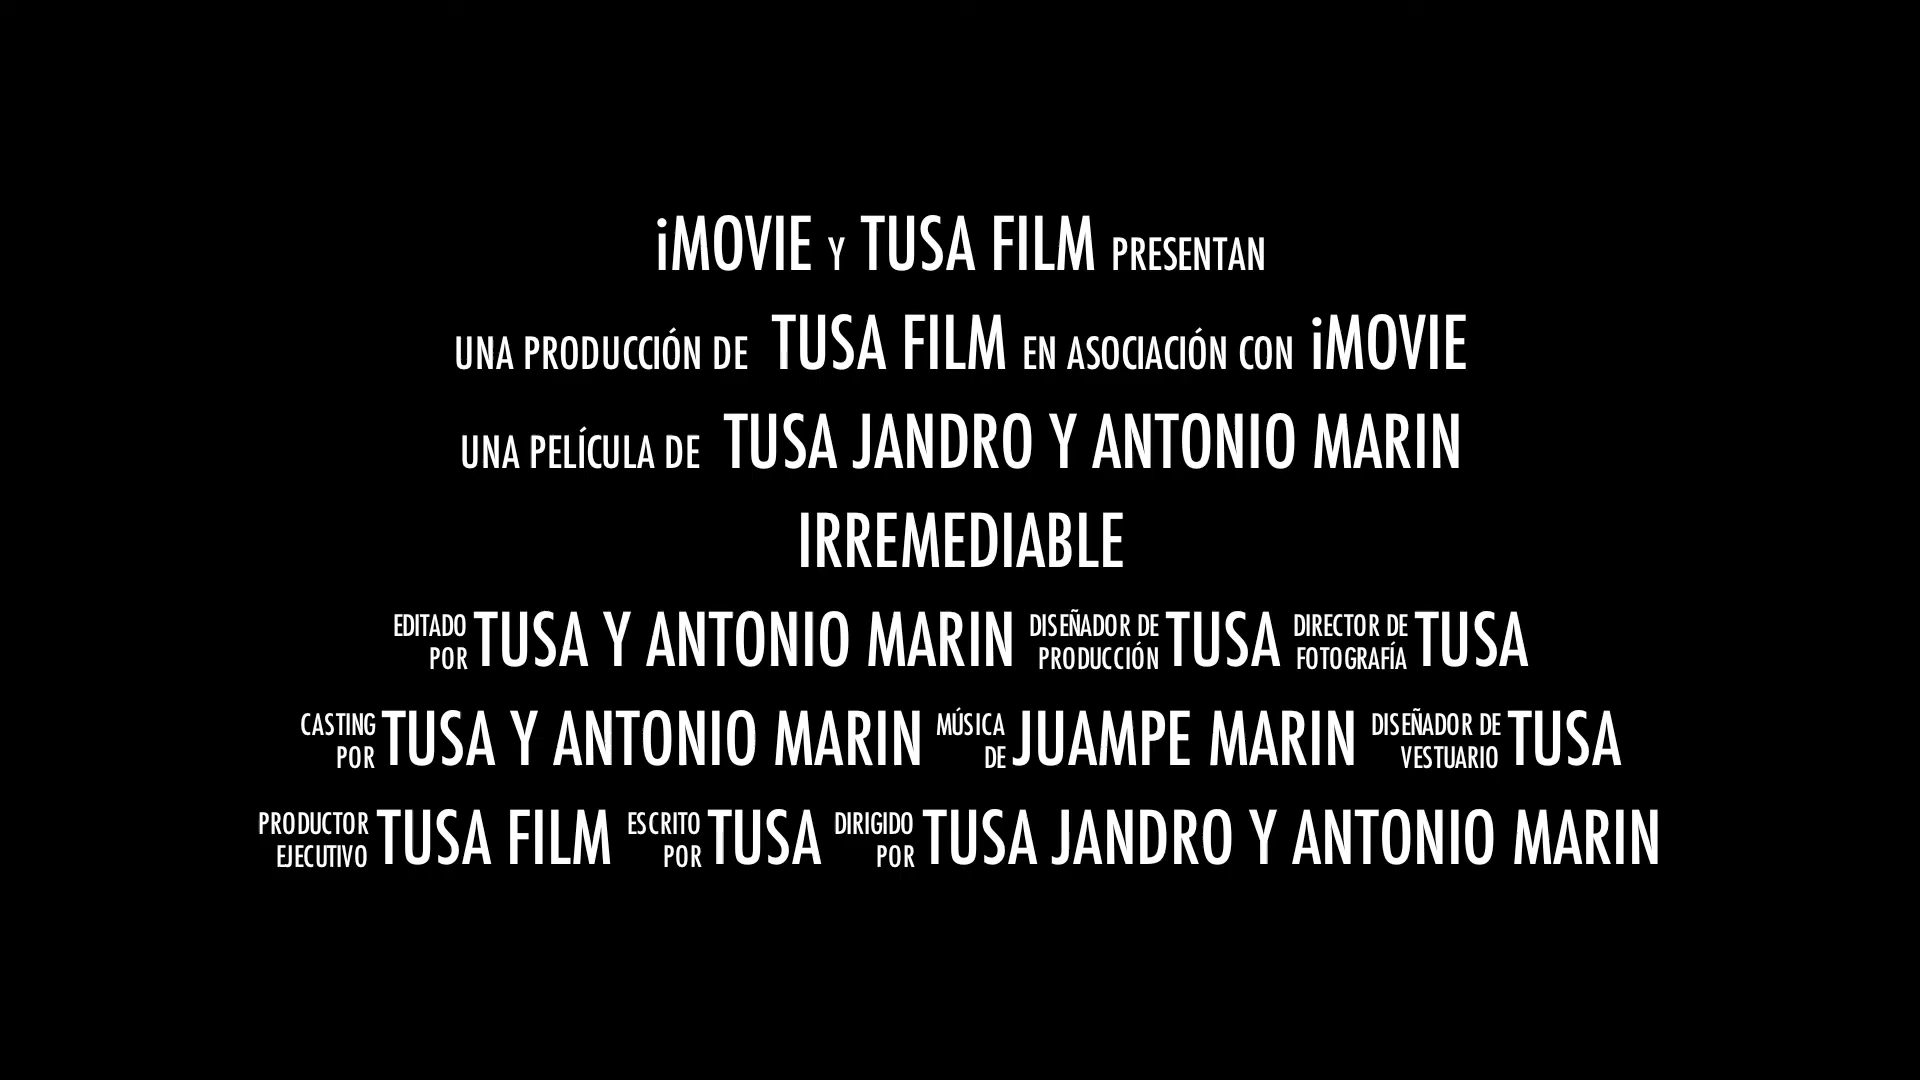 iMOVIE Y TUSA FILM PRESENTAN
UNA PRODUCCIÓN DE TUSA FILM EN ASOCIACIÓN CON iMOVIE
UNA PELÍCULA DE TUSA JANDRO Y ANTONIO MARIN
IRREMEDIABLE
EDITADO POR TUSA Y ANTONIO MARIN DISEÑADOR DE PRODUCCIÓN TUSA DIRECTOR DE FOTOGRAFÍA TUSA
CASTING POR TUSA Y ANTONIO MARIN MÚSICA DE JUAMPE MARIN DISEÑADOR DE VESTUARIO TUSA
PRODUCTOR EJECUTIVO TUSA FILM ESCRITO POR TUSA DIRIGIDO POR TUSA JANDRO Y ANTONIO MARIN